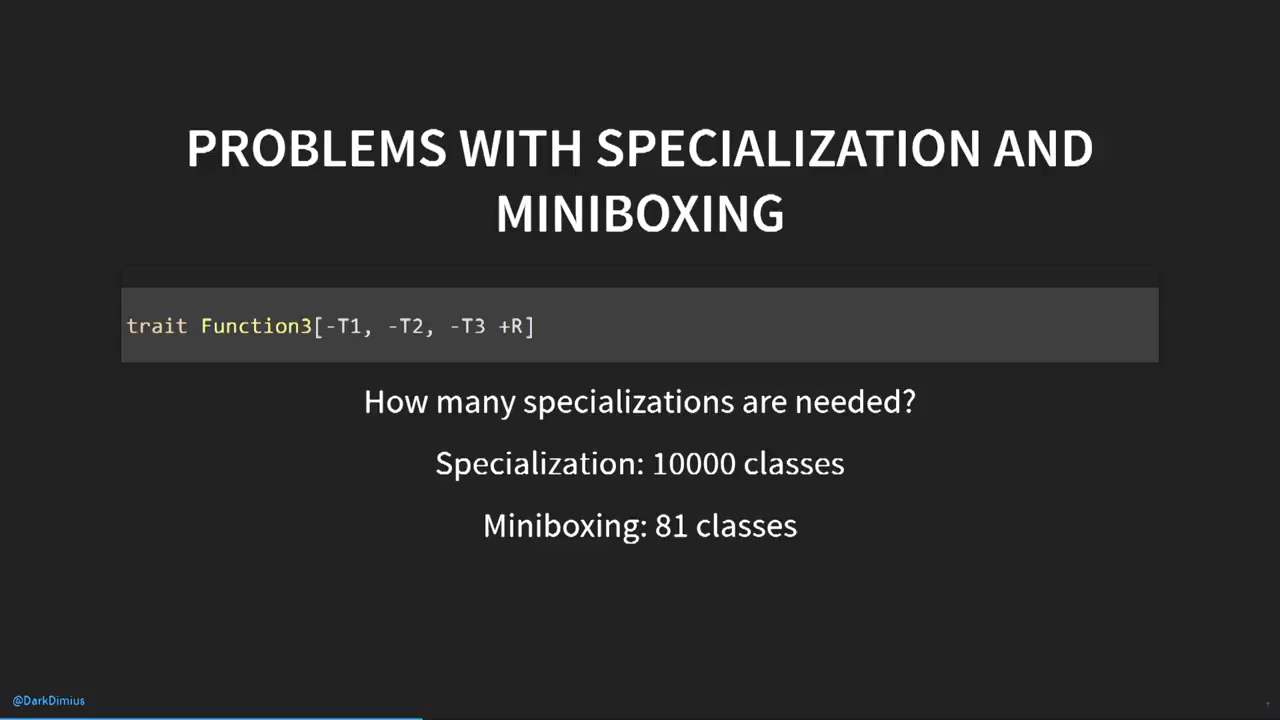 PROBLEMS WITH SPECIALIZATION AND
MINIBOXING
trait Function3[-T1, -T2, -T3 +R]
How many specializations are needed?
Specialization: 10000 classes
Miniboxing: 81 classes
@DarkDimius